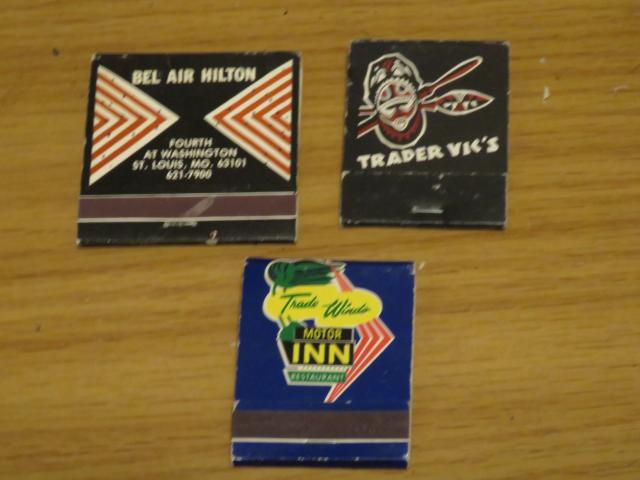 BEL AIR HILTON
FOURTH
AT WASHINGTON
ST. LOUIS, MO. 63101
621-7900
TRADER VIC'S
Trade Winds
MOTOR
INN
RESTAURANT